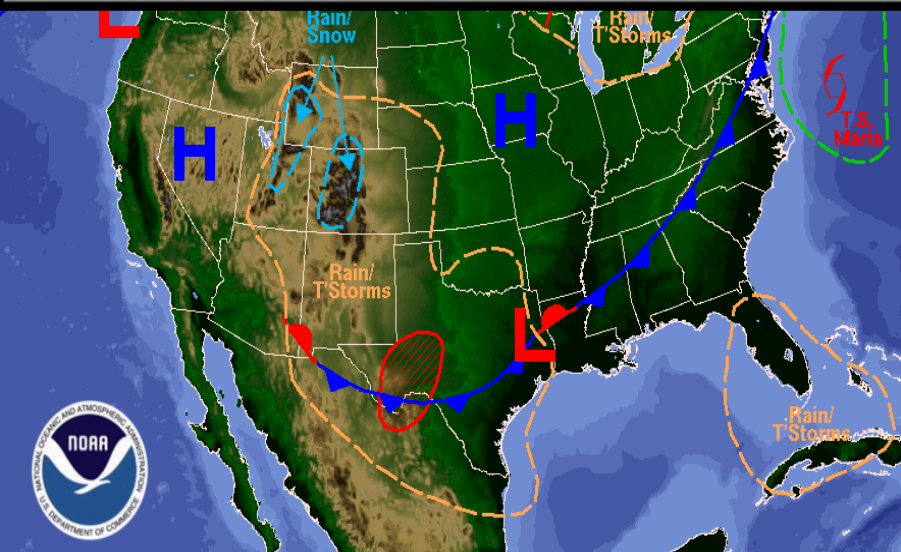 L
Rain/
Snow
Rain/
T'Storms
H
H
T.S.
Maria
Rain/
T'Storms
L
Rain/
T'Storms
NATIONAL OCEANIC AND ATMOSPHERIC ADMINISTRATION
NOAA
U.S. DEPARTMENT OF COMMERCE